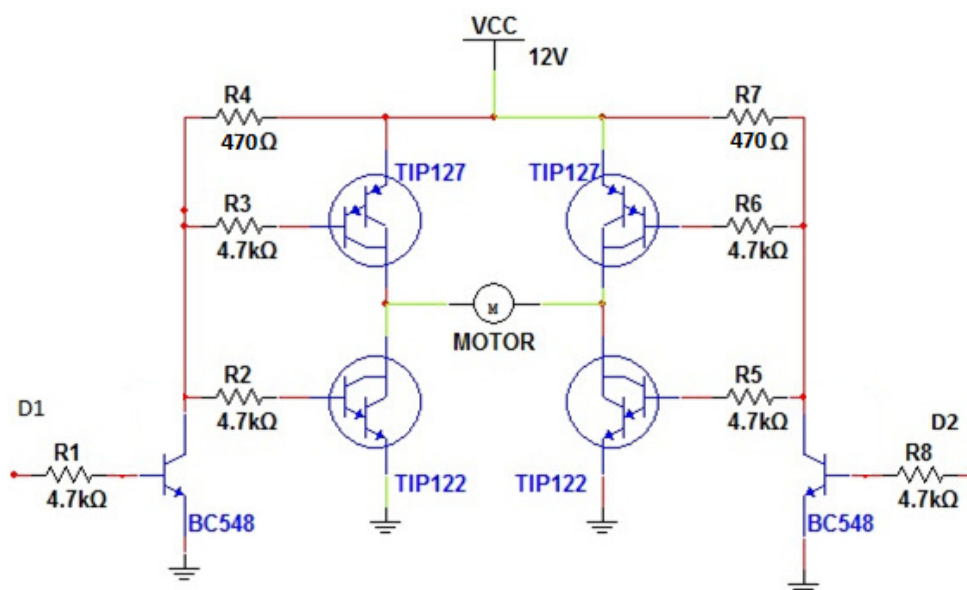 VCC
12V
R4
470Ω
R7
470Ω
TIP127
TIP127
R3
4.7kΩ
R6
4.7kΩ
M
MOTOR
R2
4.7kΩ
R5
4.7kΩ
D1
D2
R1
4.7kΩ
R8
4.7kΩ
TIP122
TIP122
BC548
BC548